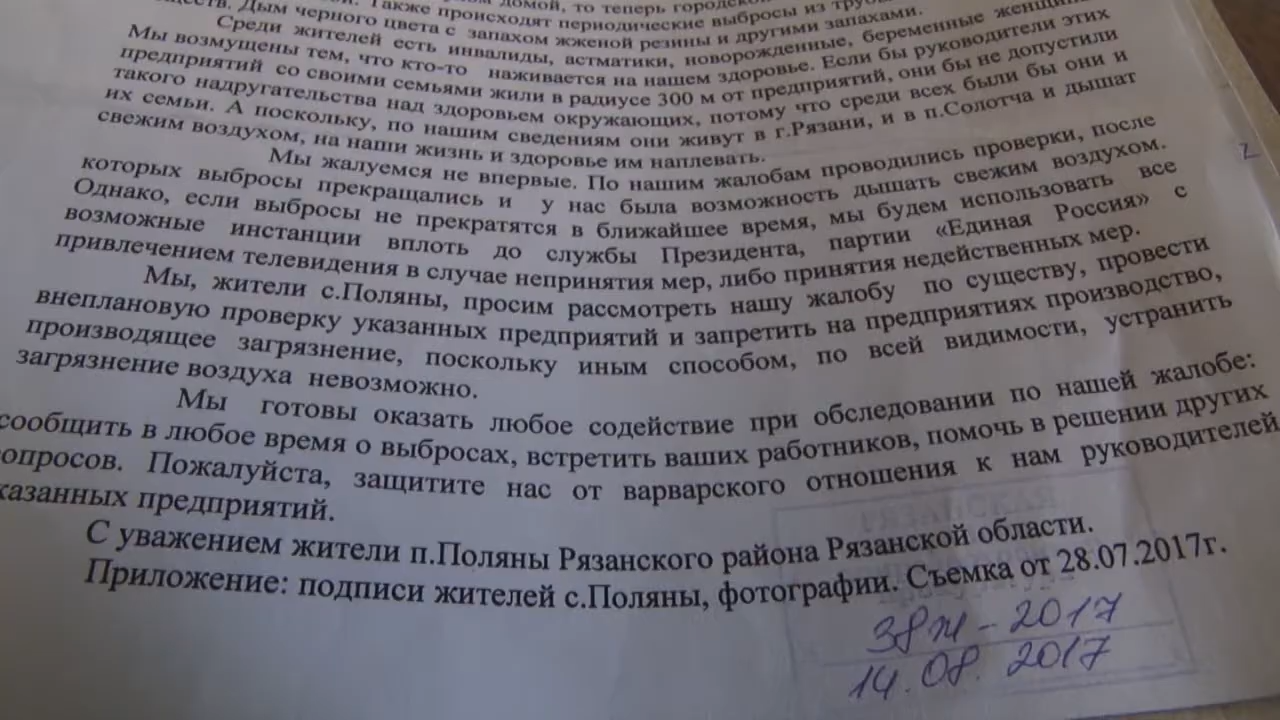 домой, то теперь городской
Также происходят периодические выбросы из
Дым черного цвета с запахом жженой резины и другими запахами.
Среди жителей есть инвалиды, астматики, новорожденные, беременные
Мы возмущены тем, что кто-то наживается на нашем здоровье. Если бы руководители этих
предприятий со своими семьями жили в радиусе 300 м от предприятий, они бы не допустили
такого надругательства над здоровьем окружающих, потому что среди всех были бы они и
их семьи. А поскольку, по нашим сведениям они живут в г.Рязани, и в п.Солотча и дышат
свежим воздухом, на наши жизнь и здоровье им наплевать.
Мы жалуемся не впервые. По нашим жалобам проводились проверки, после
которых выбросы прекращались и у нас была возможность дышать свежим воздухом.
Однако, если выбросы не прекратятся в ближайшее время, мы будем использовать все
возможные инстанции вплоть до службы Президента, партии «Единая Россия» с
привлечением телевидения в случае непринятия мер, либо принятия недейственных мер.
Мы, жители с.Поляны, просим рассмотреть нашу жалобу по существу, провести
внеплановую проверку указанных предприятий и запретить на предприятиях производство,
производящее загрязнение, поскольку иным способом, по всей видимости, устранить
загрязнение воздуха невозможно.
Мы готовы оказать любое содействие при обследовании по нашей жалобе:
сообщить в любое время о выбросах, встретить ваших работников, помочь в решении других
опросов. Пожалуйста, защитите нас от варварского отношения к нам руководителей
казанных предприятий.
С уважением жители п.Поляны Рязанского района Рязанской области.
Приложение: подписи жителей с.Поляны, фотографии. Съемка от 28.07.2017г.
38ж - 2017
14.08.2017